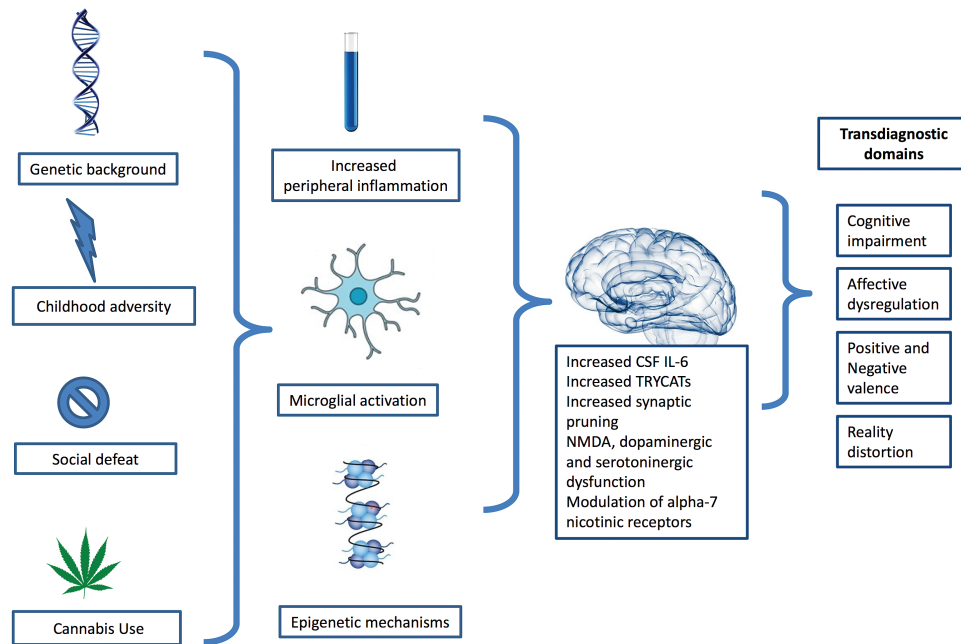 Genetic background
Childhood adversity
Social defeat
Cannabis Use
Increased
peripheral inflammation
Microglial activation
Epigenetic mechanisms
Increased CSF IL-6
Increased TRYCATs
Increased synaptic
pruning
NMDA, dopaminergic
and serotoninergic
dysfunction
Modulation of alpha-7
nicotinic receptors
Transdiagnostic
domains
Cognitive
impairment
Affective
dysregulation
Positive and
Negative
valence
Reality
distortion